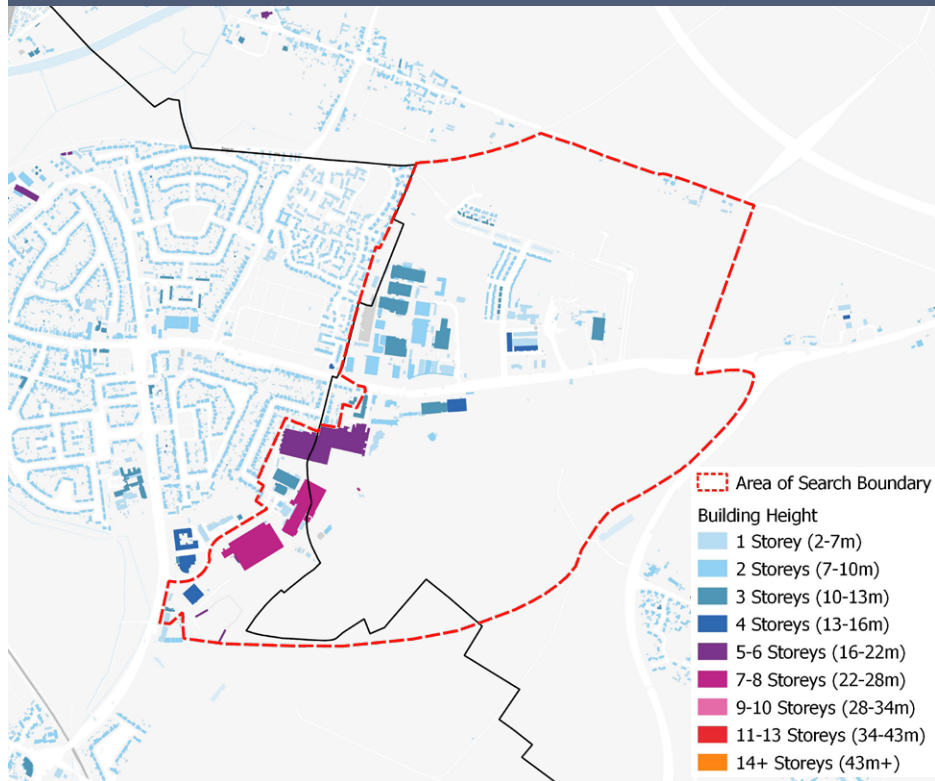 Area of Search Boundary
Building Height
1 Storey (2-7m)
2 Storeys (7-10m)
3 Storeys (10-13m)
4 Storeys (13-16m)
5-6 Storeys (16-22m)
7-8 Storeys (22-28m)
9-10 Storeys (28-34m)
11-13 Storeys (34-43m)
14+ Storeys (43m+)